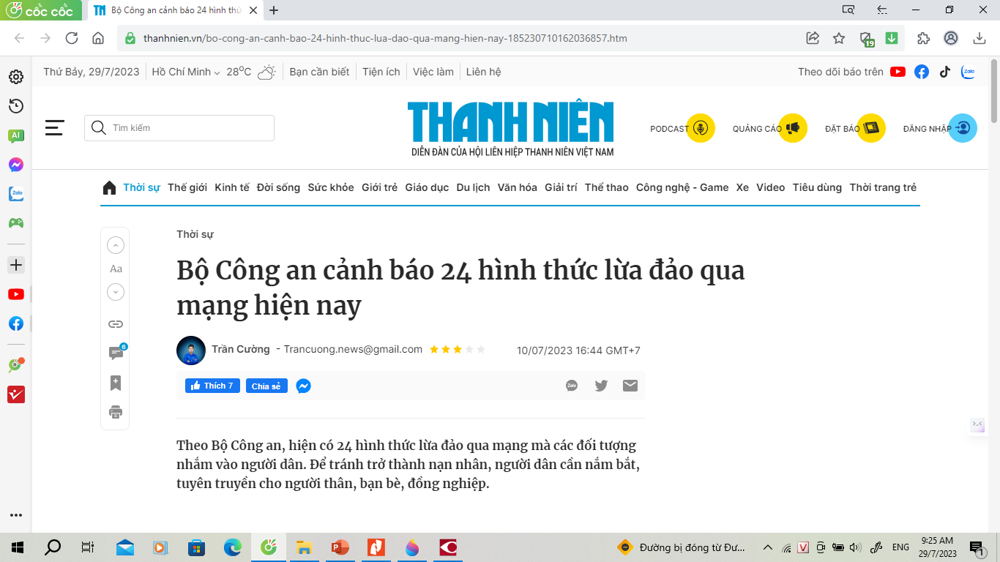 cốc cốc
Bộ Công an cảnh báo 24 hình thứ
thanhnien.vn/bo-cong-an-canh-bao-24-hinh-thuc-lua-dao-qua-mang-hien-nay-185230710162036857.htm
19
Thứ Bảy, 29/7/2023 Hồ Chí Minh 28°C Bạn cần biết Tiện ích Việc làm Liên hệ Theo dõi báo trên Zalo
AI
Zalo
THANH NIÊN
DIỄN ĐÀN CỦA HỘI LIÊN HIỆP THANH NIÊN VIỆT NAM
Tìm kiếm
PODCAST QUẢNG CÁO ĐẶT BÁO ĐĂNG NHẬP
Thời sự Thế giới Kinh tế Đời sống Sức khỏe Giới trẻ Giáo dục Du lịch Văn hóa Giải trí Thể thao Công nghệ - Game Xe Video Tiêu dùng Thời trang trẻ
Thời sự
Aa
Bộ Công an cảnh báo 24 hình thức lừa đảo qua
mạng hiện nay
6
Trần Cường - Trancuong.news@gmail.com 10/07/2023 16:44 GMT+7
Thích 7 Chia sẻ Zalo
Theo Bộ Công an, hiện có 24 hình thức lừa đảo qua mạng mà các đối tượng
nhắm vào người dân. Để tránh trở thành nạn nhân, người dân cần nắm bắt,
tuyên truyền cho người thân, bạn bè, đồng nghiệp.
Đường bị đóng từ Đư... V ENG 9:25 AM
29/7/2023
1